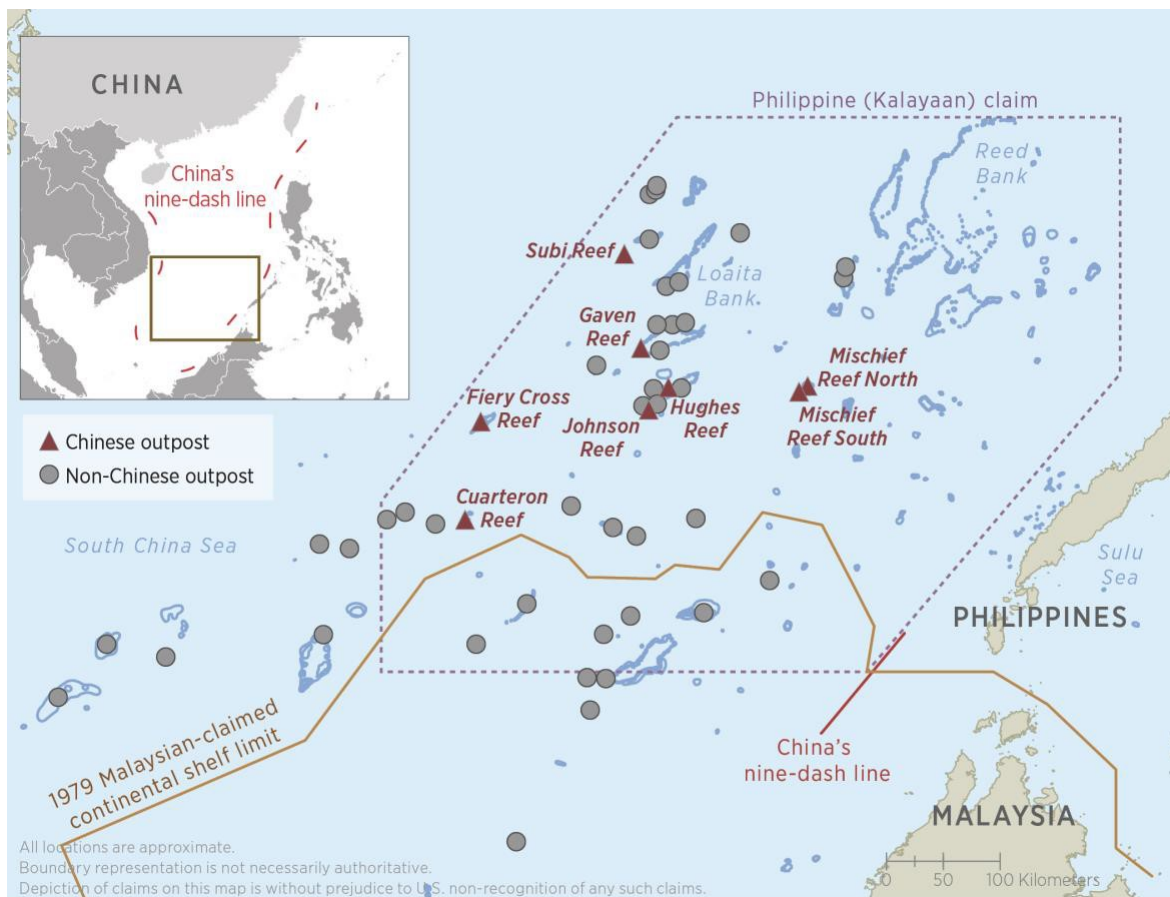 CHINA
China's
nine-dash line
Chinese outpost
Non-Chinese outpost
Philippine (Kalayaan) claim
Reed
Bank
Subi Reef
Loaita
Bank
Gaven
Reef
Mischief
Reef North
Mischief
Reef South
Fiery Cross
Reef
Johnson
Reef
Hughes
Reef
Cuarteron
Reef
South China Sea
Sulu
Sea
PHILIPPINES
China's
nine-dash line
1979 Malaysian-claimed
continental shelf limit
MALAYSIA
0 50 100 Kilometers
All locations are approximate.
Boundary representation is not necessarily authoritative.
Depiction of claims on this map is without prejudice to U.S. non-recognition of any such claims.